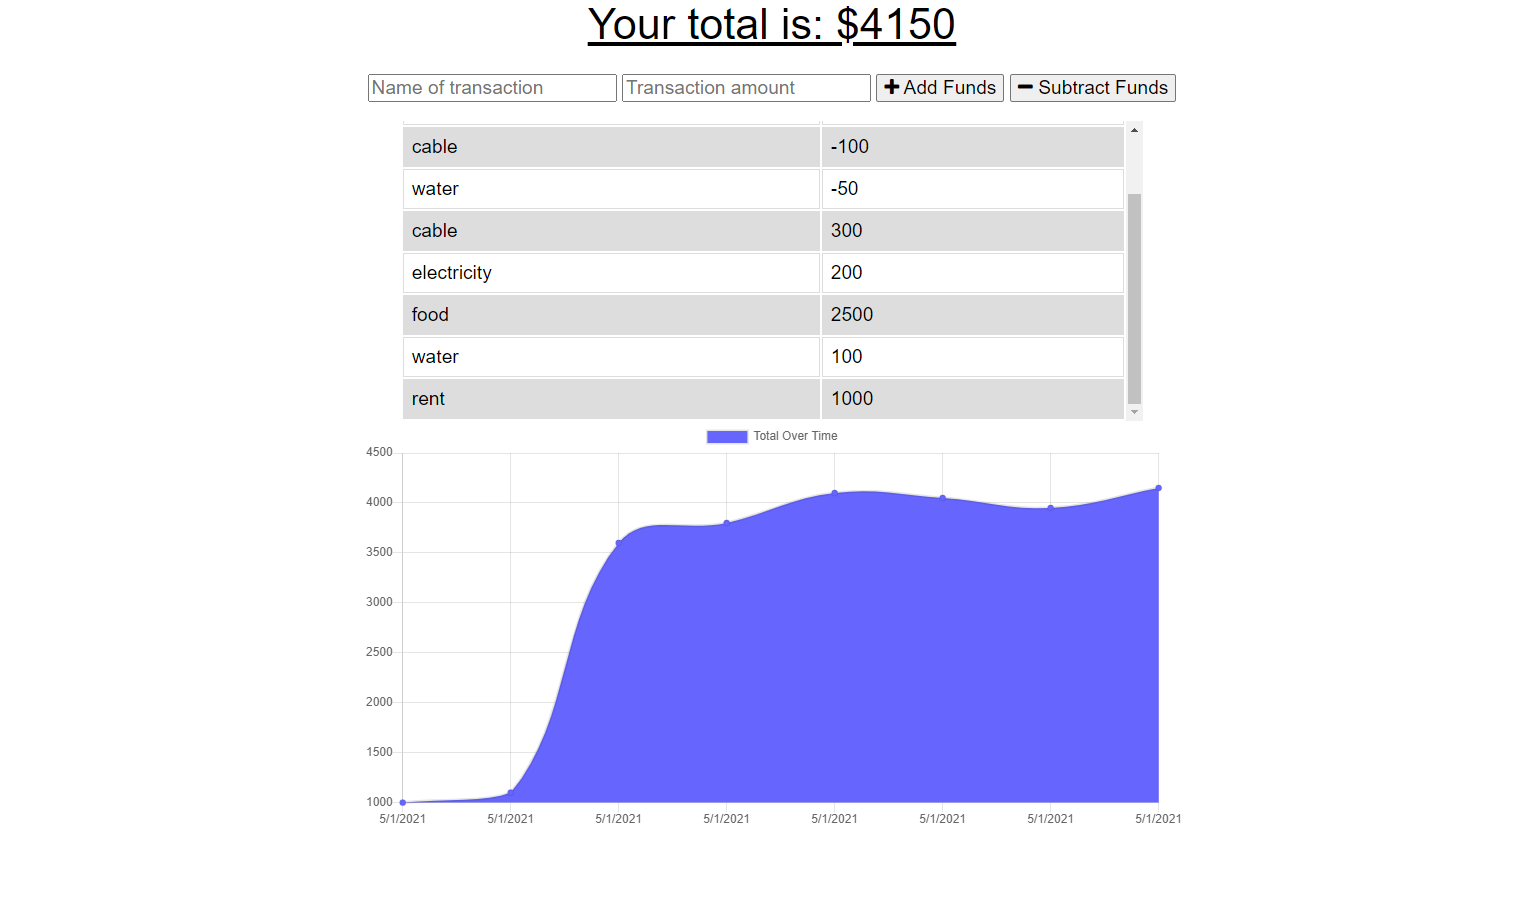 Your total is: $4150
Name of transaction Transaction amount Add Funds Subtract Funds
cable -100
water -50
cable 300
electricity 200
food 2500
water 100
rent 1000
Total Over Time
4500
4000
3500
3000
2500
2000
1500
1000
5/1/2021 5/1/2021 5/1/2021 5/1/2021 5/1/2021 5/1/2021 5/1/2021 5/1/2021